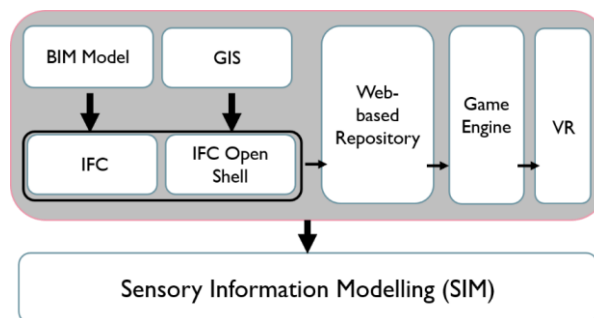 BIM Model
GIS
IFC
IFC Open
Shell
Web-
based
Repository
Game
Engine
VR
Sensory Information Modelling (SIM)